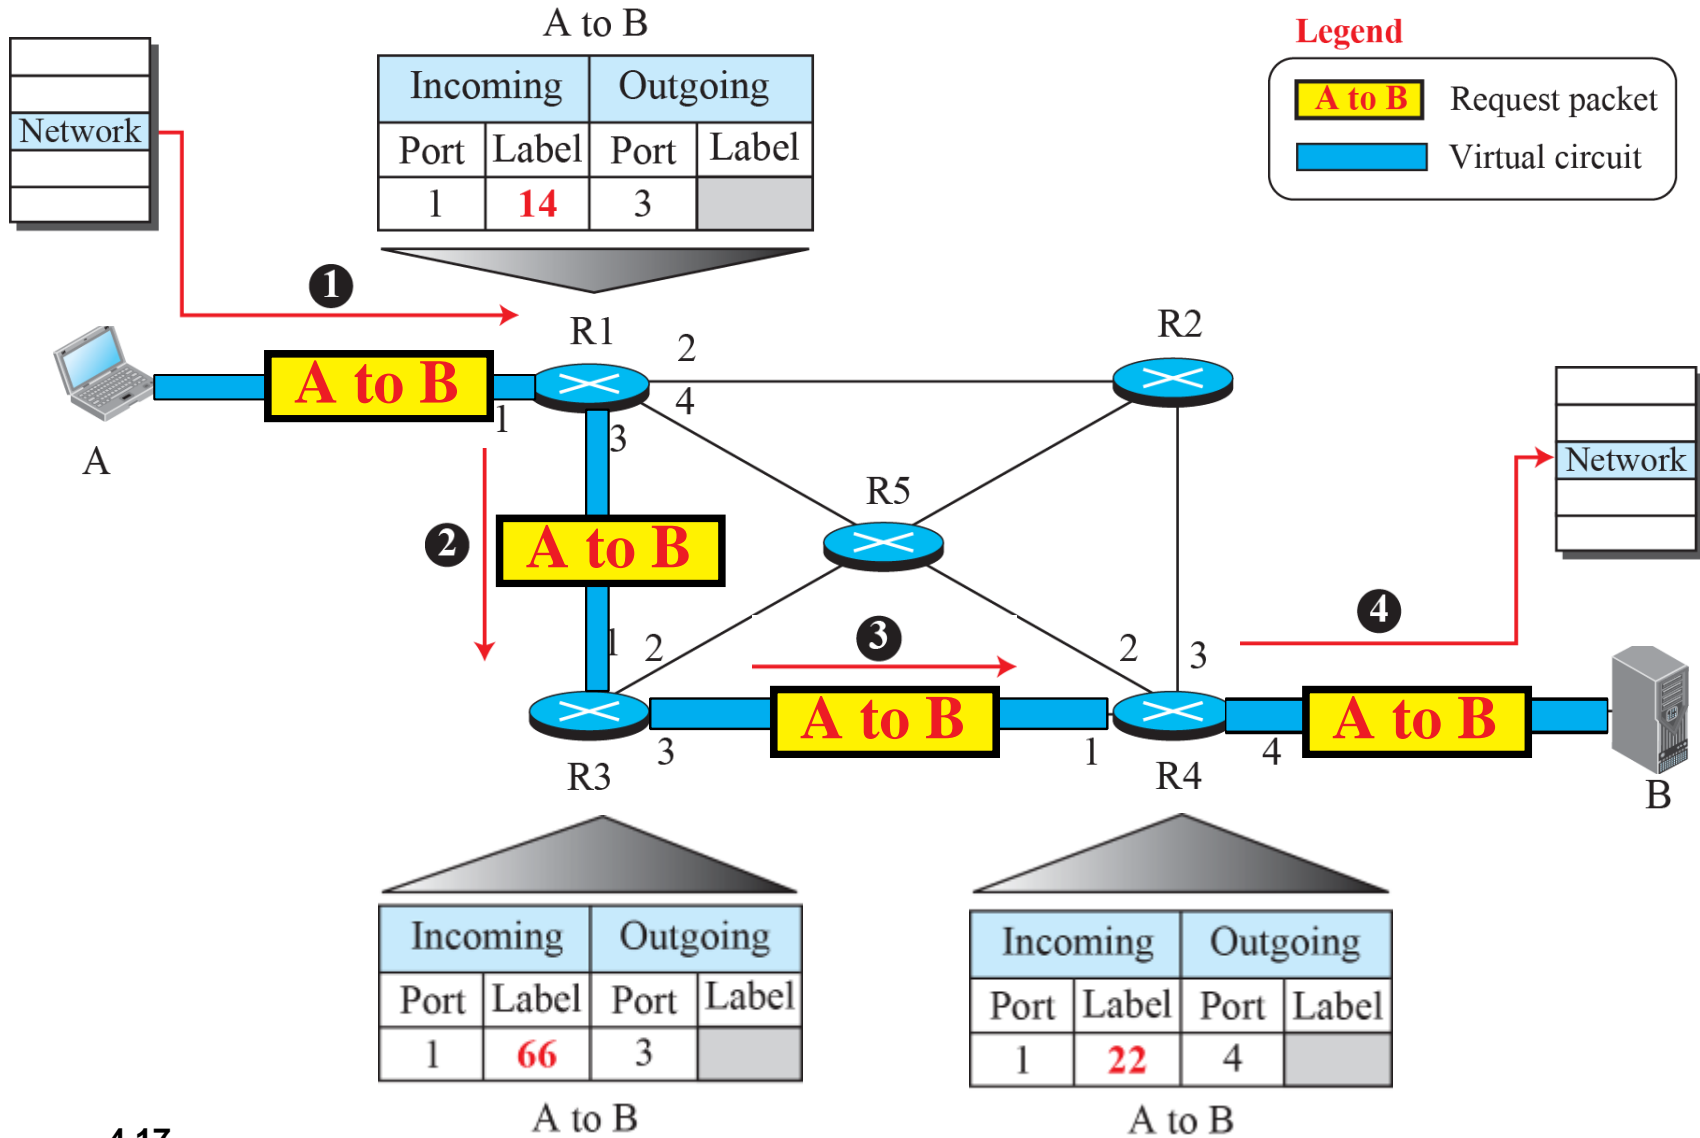 A to B
Incoming Outgoing
Port Label Port Label
1 14 3
Legend
A to B Request packet
Virtual circuit
Network
1
R1
R2
A to B
1
2
4
3
A
R5
Network
2
A to B
1
2
3
4
2
3
A to B
A to B
3
1
4
R3
R4
B
Incoming Outgoing
Port Label Port Label
1 66 3
A to B
Incoming Outgoing
Port Label Port Label
1 22 4
A to B
4.17